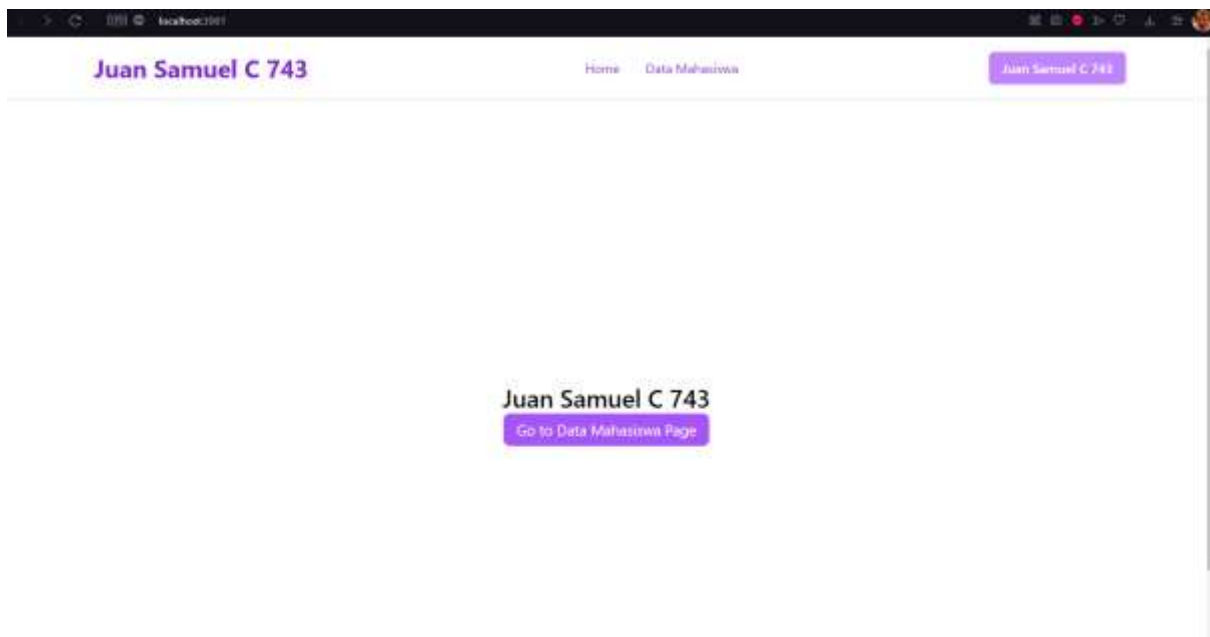 localhost:3001
Juan Samuel C 743
Home
Data Mahasiswa
Juan Samuel C 743
Juan Samuel C 743
Go to Data Mahasiswa Page